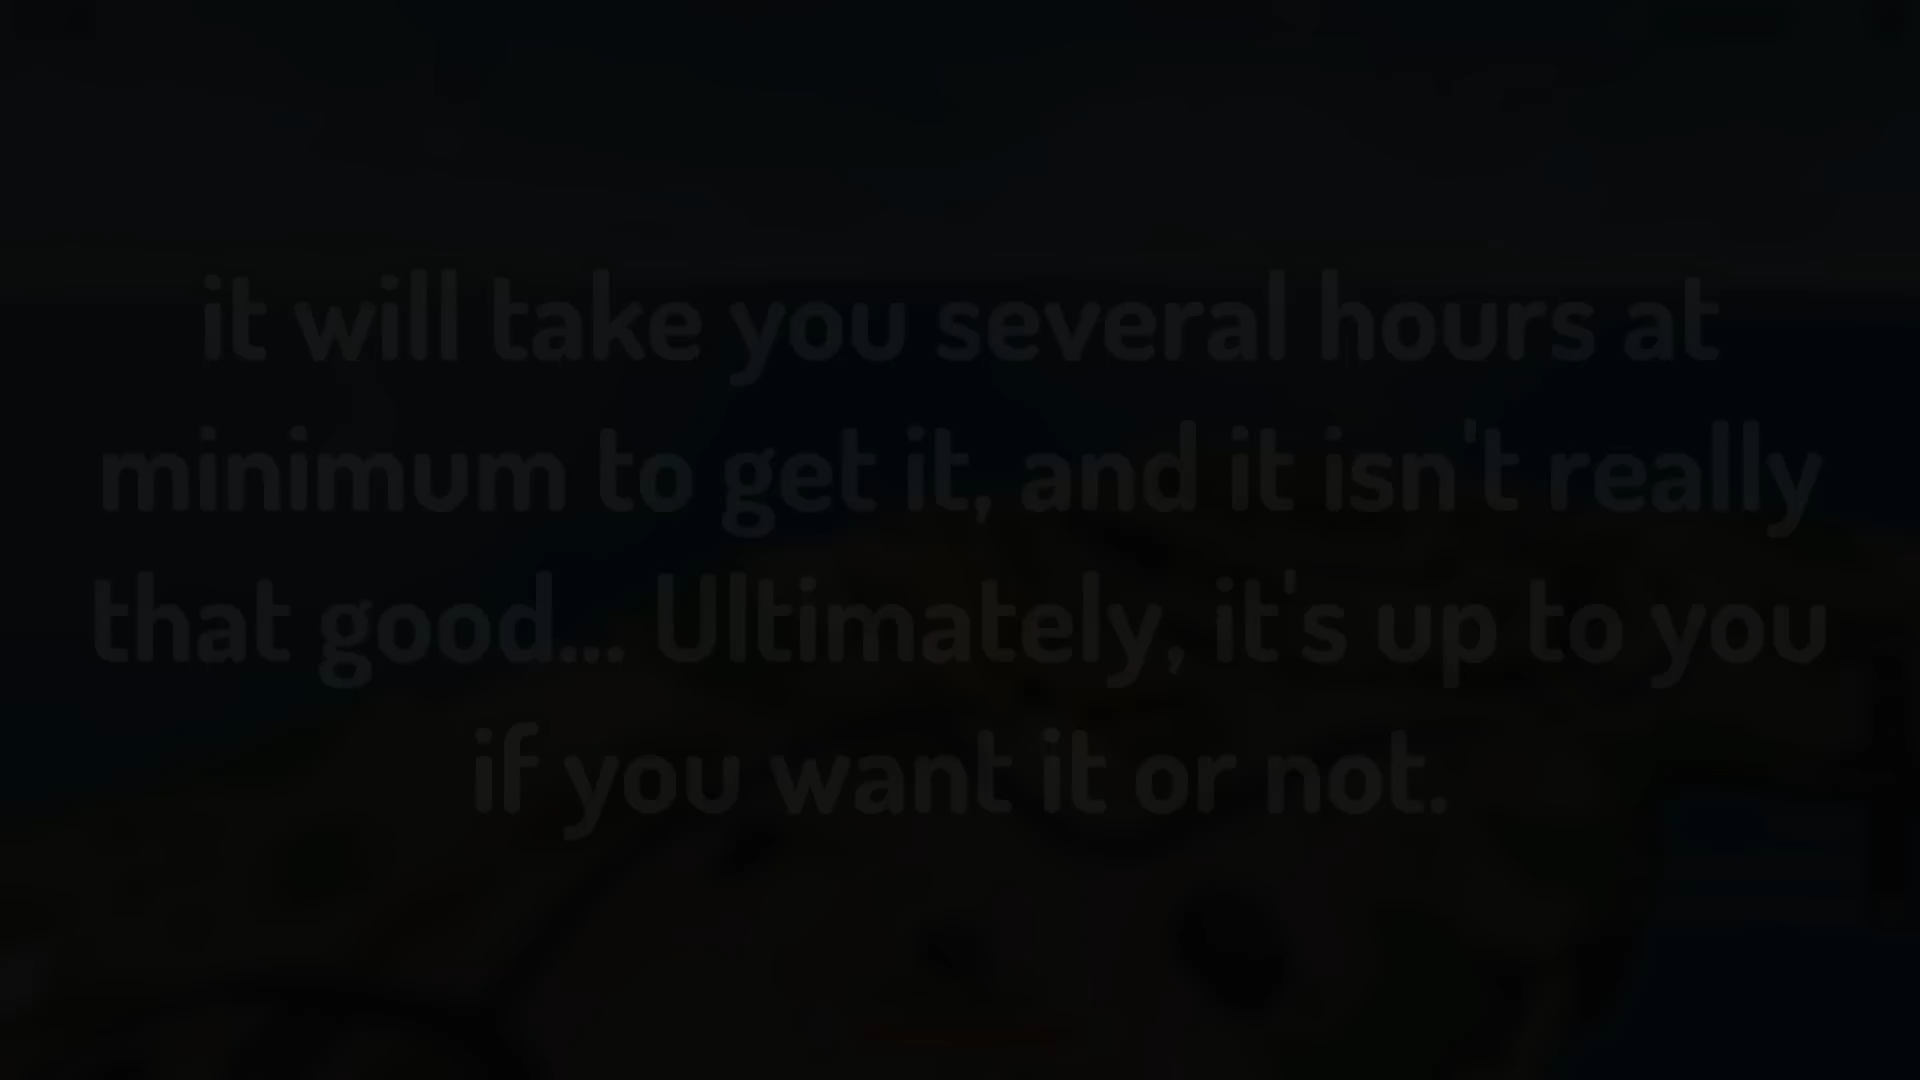 it will take you several hours at
minimum to get it, and it isn't really
that good... Ultimately, it's up to you
if you want it or not.